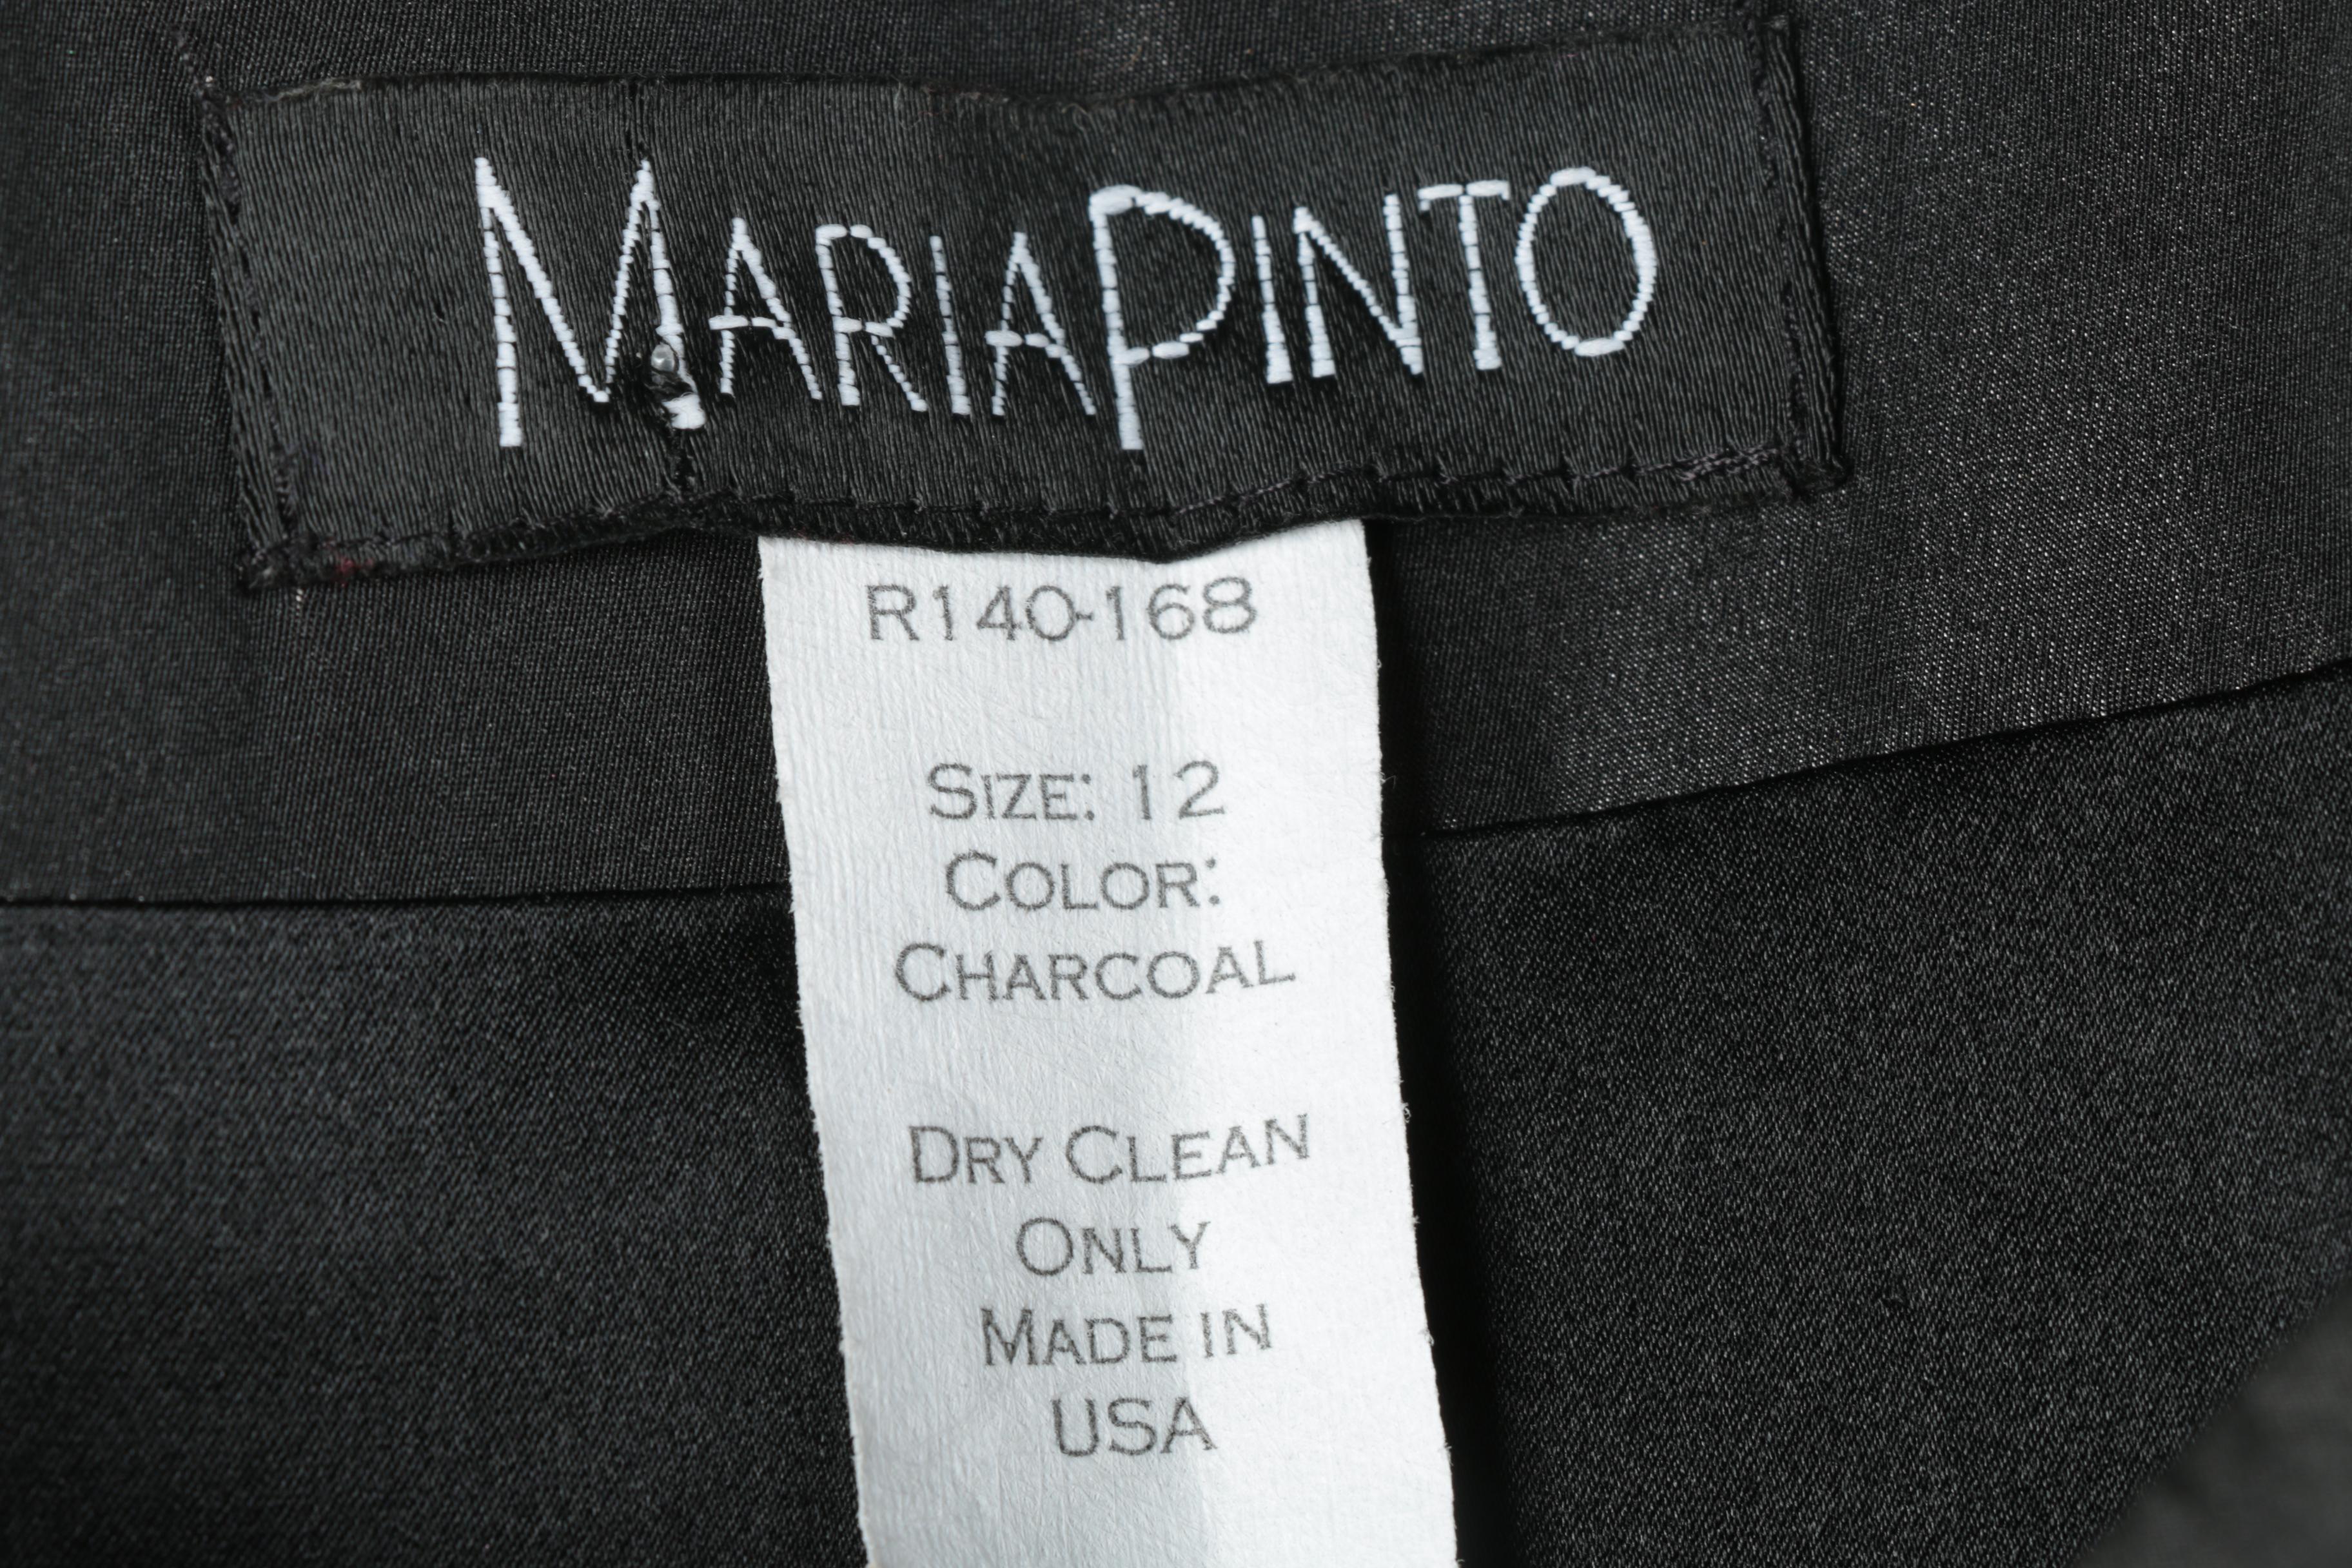 MARIAPINTO
R140-168
SIZE: 12
COLOR:
CHARCOAL
DRY CLEAN
ONLY
MADE IN
USA